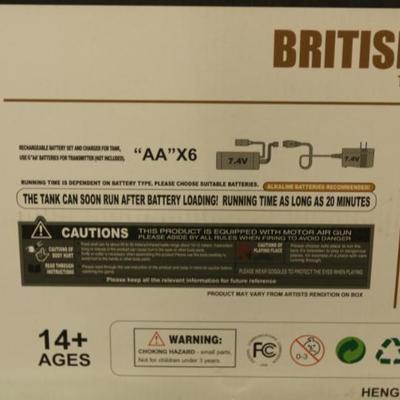 BRITIS
RECHARGEABLE BATTERY SET AND CHARGER FOR TANK,
USE 6"AA" BATTERIES FOR TRANSMITTER (NOT INCLUDED).
"AA"X6
7.4V
7.4V
RUNNING TIME IS DEPENDENT ON BATTERY TYPE, PLEASE CHOOSE SUITABLE BATTERIES.
ALKALINE BATTERIES RECOMMENDED!
THE TANK CAN SOON RUN AFTER BATTERY LOADING! RUNNING TIME AS LONG AS 20 MINUTES
CAUTIONS
THIS PRODUCT IS EQUIPPED WITH MOTOR AIR GUN
PLEASE ABIDE BY ALL RULES WHEN FIRING TO AVOID DANGER
CAUTIONS OF
BODY HURT
READ THROUGH
INSTRUCTIONS
CAUTIONS OF
PLAYING PLACE
PLEASE WEAR GOGGLES TO PROTECT THE EYES WHEN PLAYING
Please keep all the relevant information for future reference
PRODUCT MAY VARY FROM ARTISTS RENDITION ON BOX
14+
AGES
WARNING:
CHOKING HAZARD - small parts,
Not for children under 3 years.
FC
0-3
HENG